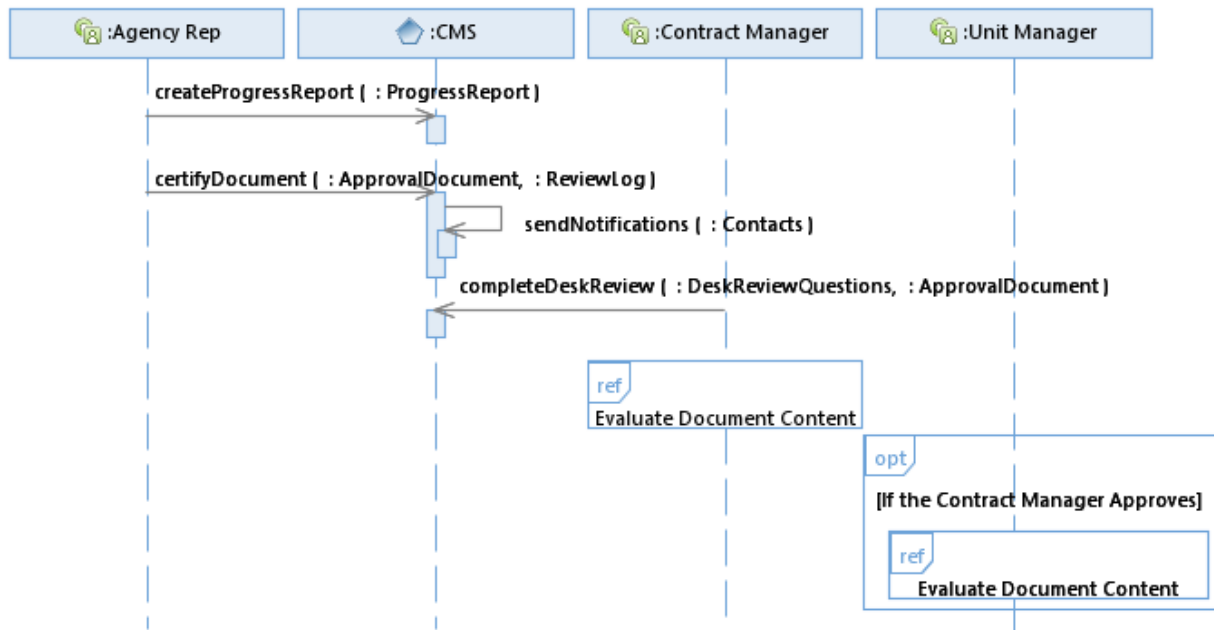 :Agency Rep
:CMS
:Contract Manager
:Unit Manager
createProgressReport ( : ProgressReport )
certifyDocument ( : ApprovalDocument, : ReviewLog )
sendNotifications ( : Contacts )
completeDeskReview ( : DeskReviewQuestions, : ApprovalDocument )
ref
Evaluate Document Content
opt
[If the Contract Manager Approves]
ref
Evaluate Document Content